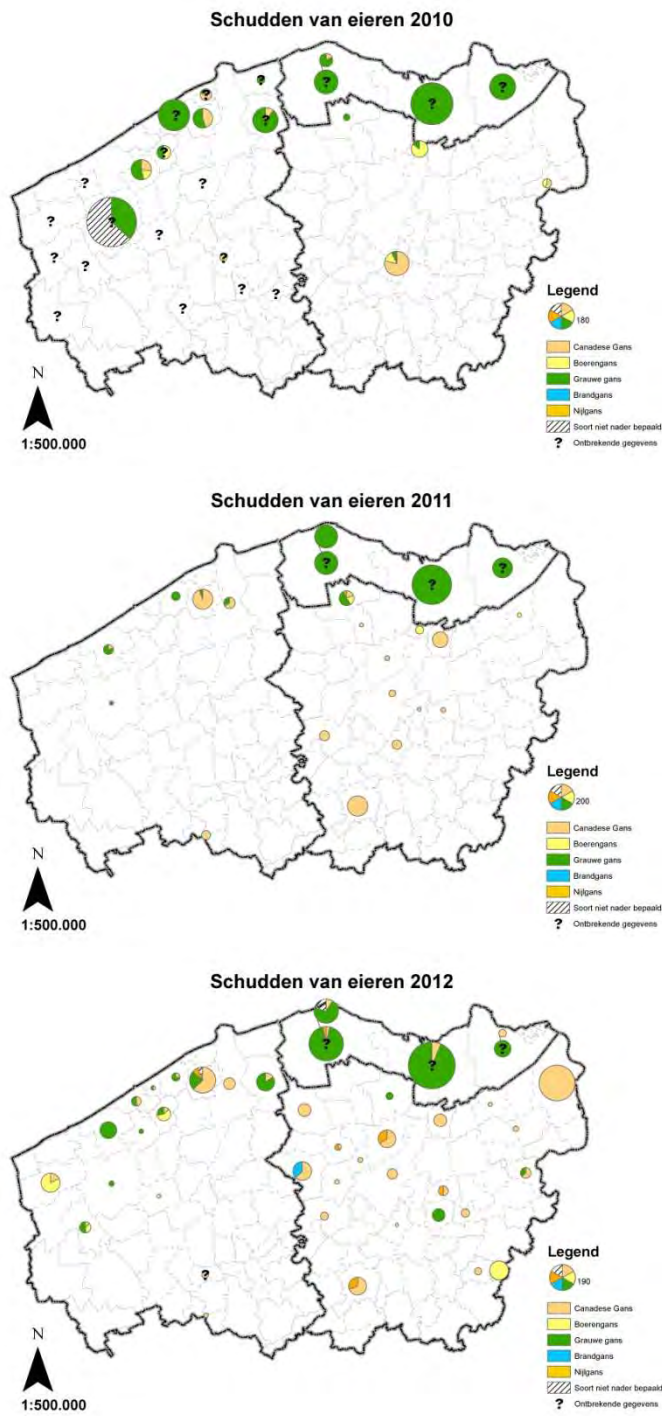 Schudden van eieren 2010
Legend
180
Canadese Gans
Boerengans
Grauwe gans
Brandgans
Nijlgans
Soort niet nader bepaald
? Ontbrekende gegevens
N
1:500.000
Schudden van eieren 2011
Legend
200
Canadese Gans
Boerengans
Grauwe gans
Brandgans
Nijlgans
Soort niet nader bepaald
? Ontbrekende gegevens
N
1:500.000
Schudden van eieren 2012
Legend
190
Canadese Gans
Boerengans
Grauwe gans
Brandgans
Nijlgans
Soort niet nader bepaald
? Ontbrekende gegevens
N
1:500.000